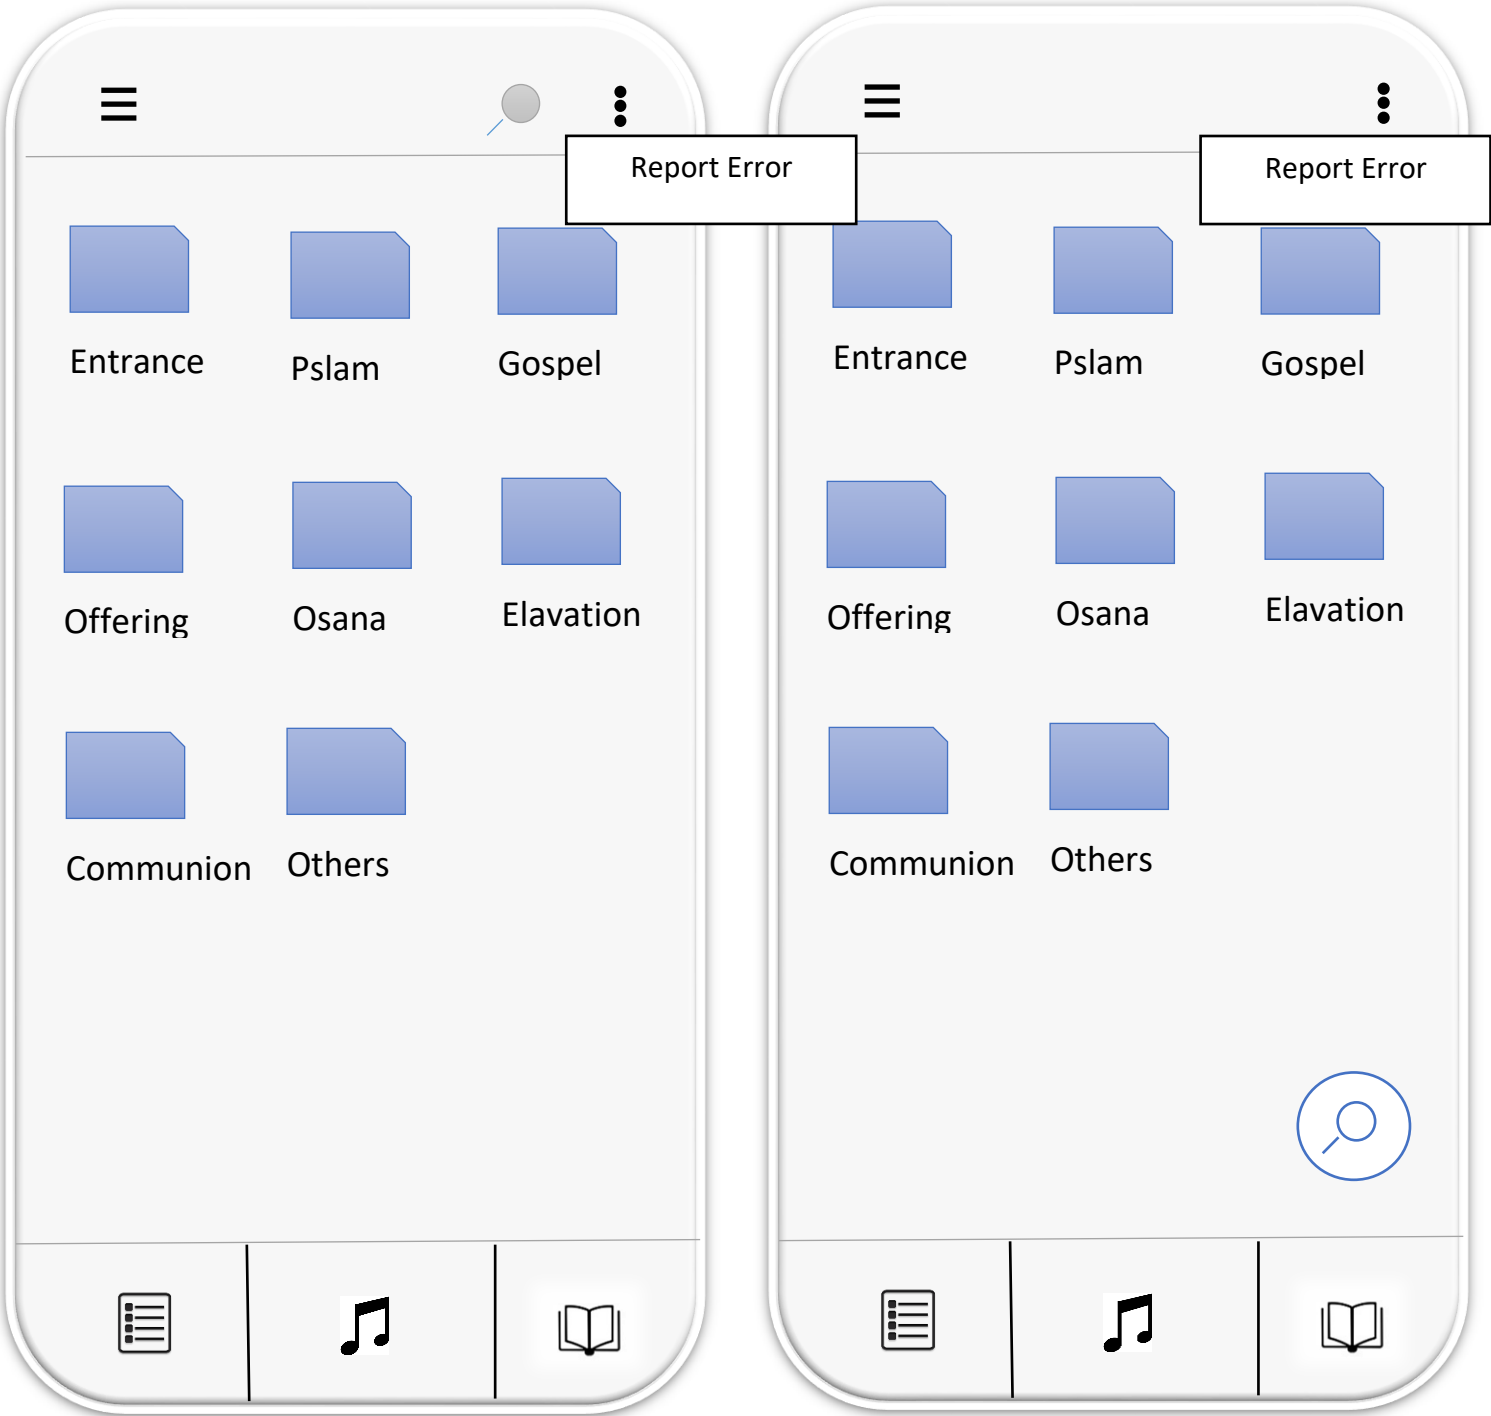 Report Error
Entrance
Pslam
Gospel
Offering
Osana
Elavation
Communion
Others
Report Error
Entrance
Pslam
Gospel
Offering
Osana
Elavation
Communion
Others